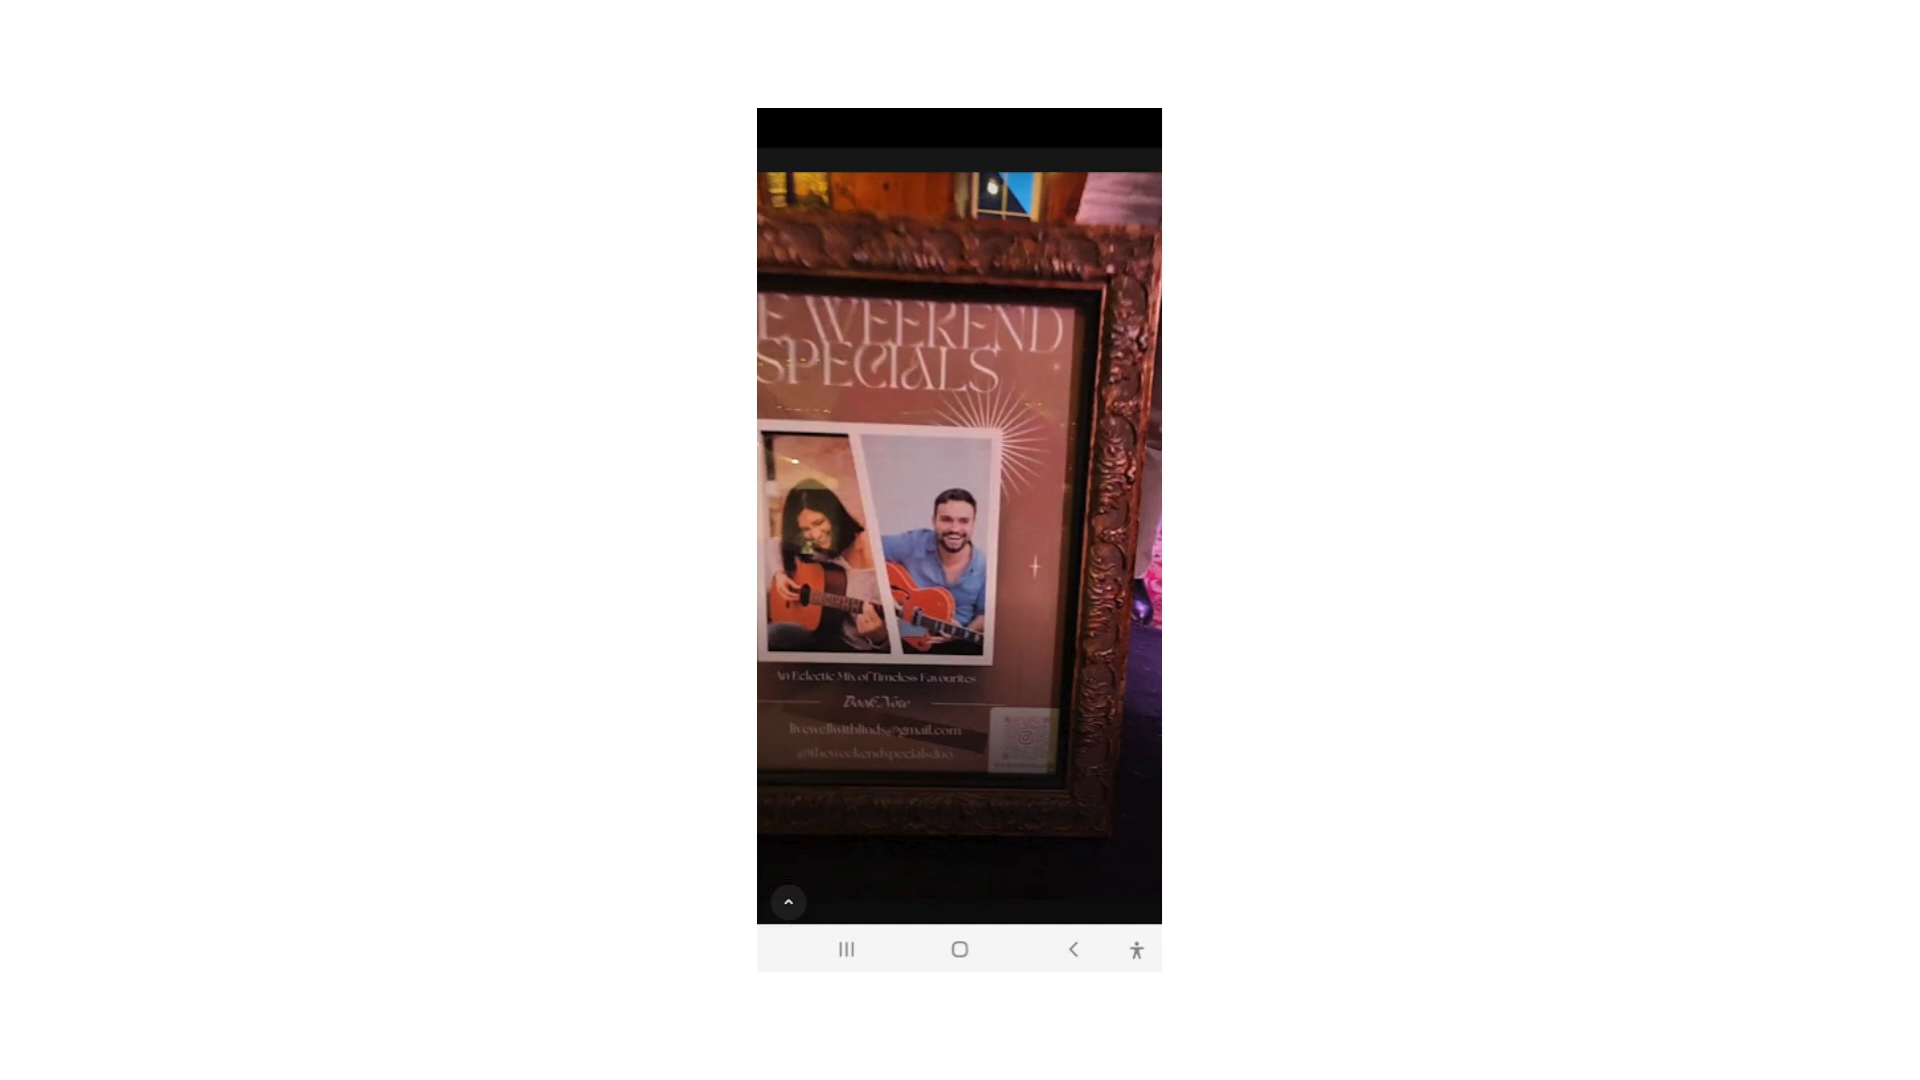 E WEEKEND
SPECIALS
An Eclectic Mix of Timeless Favourites
Book Now
livewellwithlinds@gmail.com
@theweekendspecialsduo